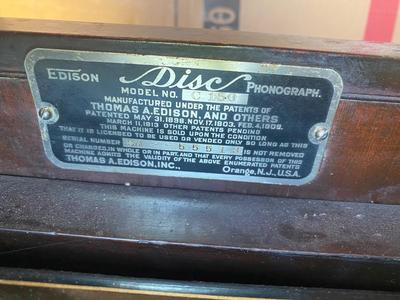 EDISON Disc PHONOGRAPH.
MODEL NO. C 150
MANUFACTURED UNDER THE PATENTS OF
THOMAS A. EDISON, AND OTHERS
PATENTED MAY 31.1898. NOV. 17.1903. FEB. 4.1908.
MARCH 11.1913 OTHER PATENTS PENDING
THIS MACHINE IS SOLD UPON THE CONDITION
THAT IT IS LICENSED TO BE USED OR VENDED ONLY SO LONG AS THIS
SERIAL NUMBER IS NOT REMOVED
OR CHANGED, IN WHOLE OR IN PART, AND THAT EVERY POSSESSOR OF THIS
MACHINE ADMITS THE VALIDITY OF THE ABOVE ENUMERATED PATENTS
THOMAS A. EDISON, INC., Orange, N.J., U.S.A.